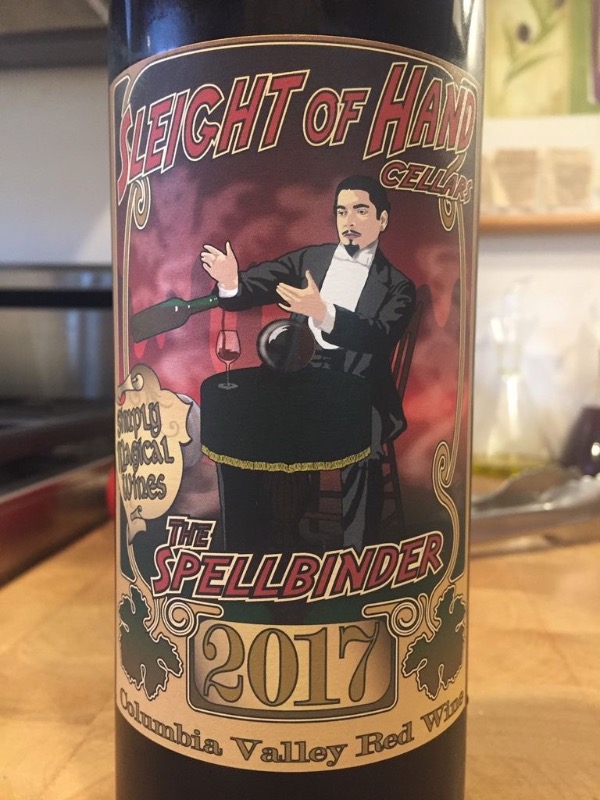 SLEIGHT OF HAND
CELLARS
Simply
Magical
Wines
THE
SPELLBINDER
2017
Columbia Valley Red Wine